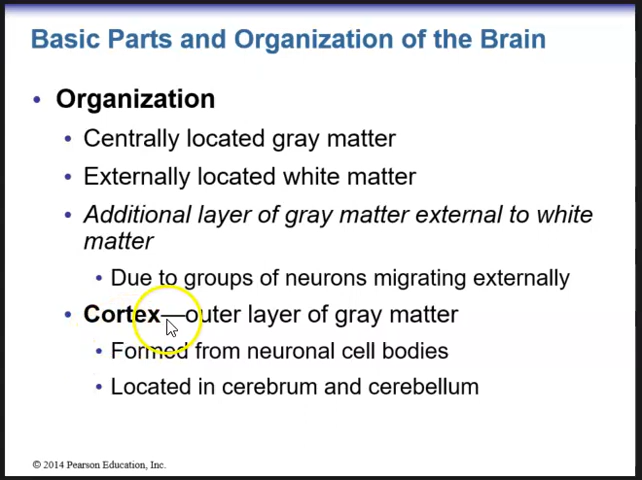 Basic Parts and Organization of the Brain
• Organization
• Centrally located gray matter
• Externally located white matter
• Additional layer of gray matter external to white
matter
• Due to groups of neurons migrating externally
• Cortex—outer layer of gray matter
• Formed from neuronal cell bodies
• Located in cerebrum and cerebellum
© 2014 Pearson Education, Inc.